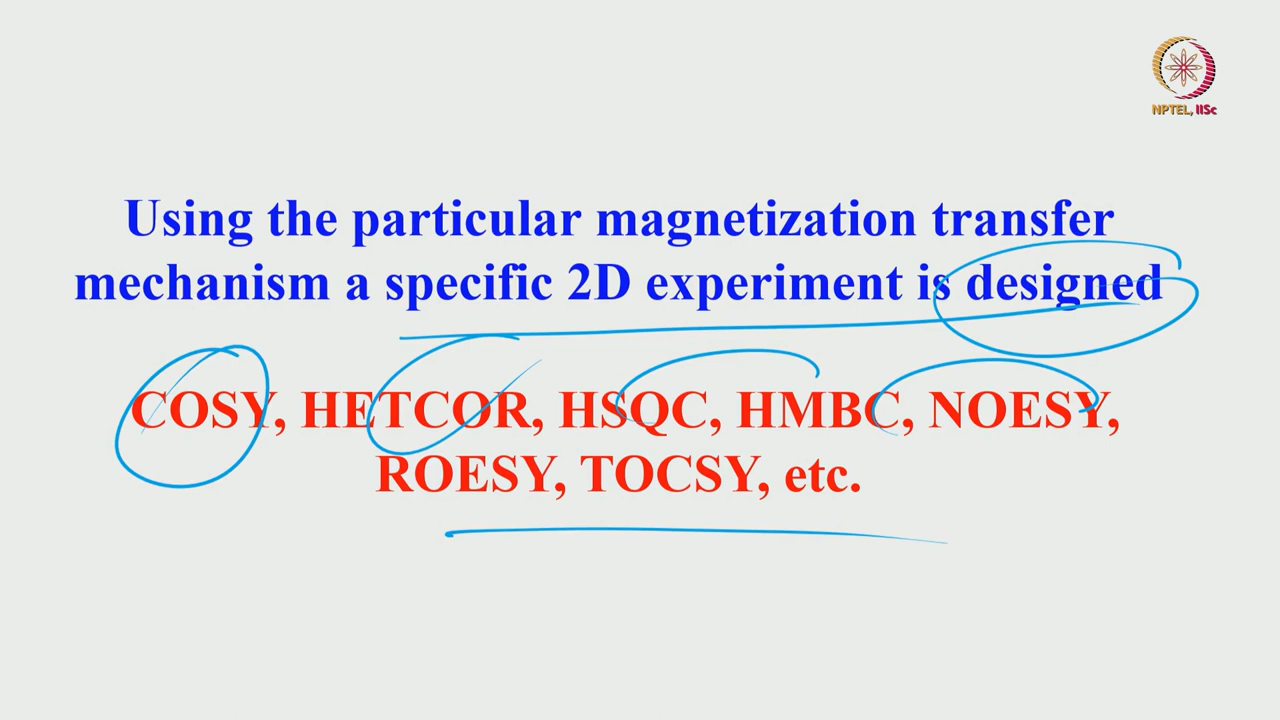 NPTEL, IISc
Using the particular magnetization transfer
mechanism a specific 2D experiment is designed
COSY, HETCOR, HSQC, HMBC, NOESY,
ROESY, TOCSY, etc.